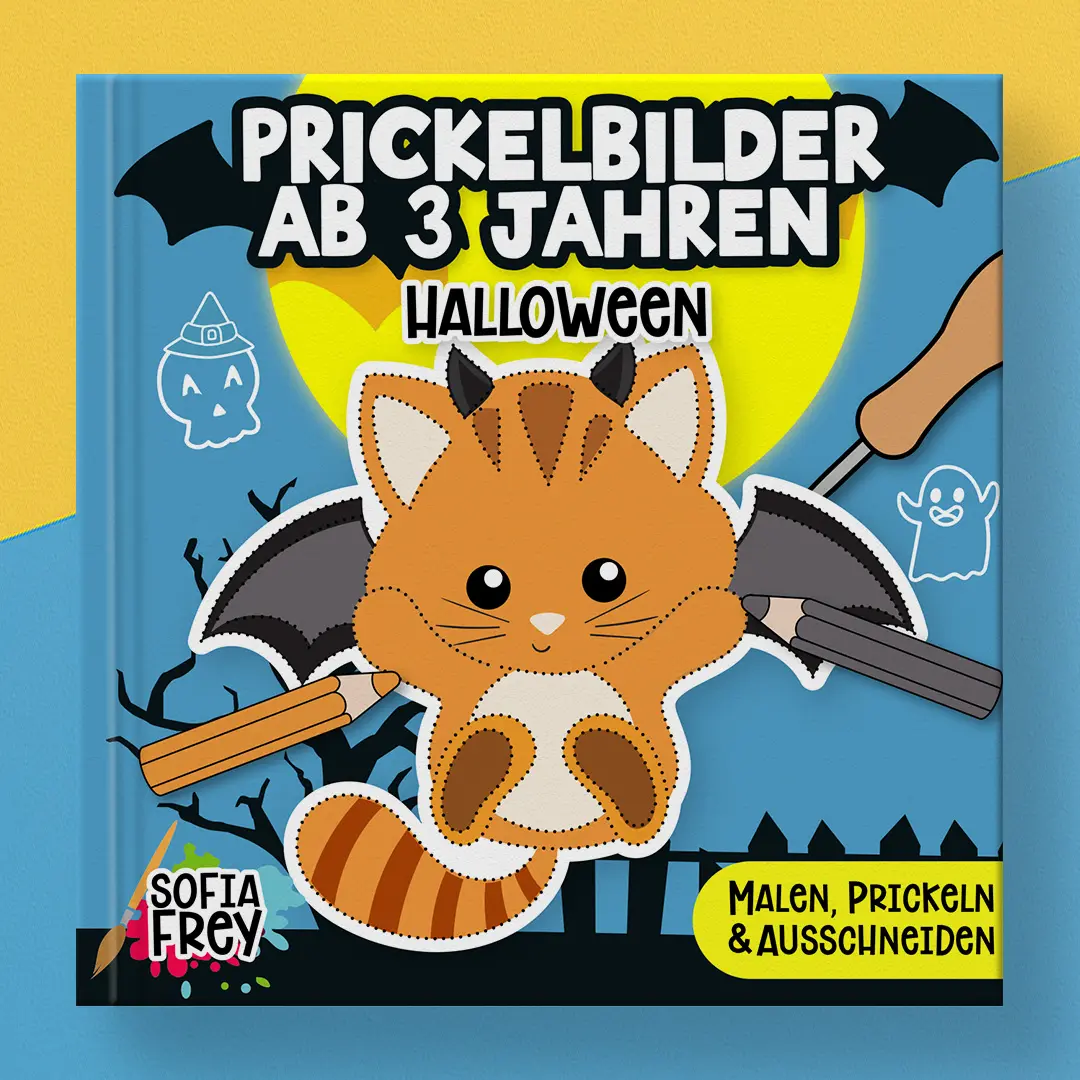 PRICKELBILDER
AB 3 JAHREN
HALLOWEEN
SOFIA
FREY
MALEN, PRICKELN
& AUSSCHNEIDEN